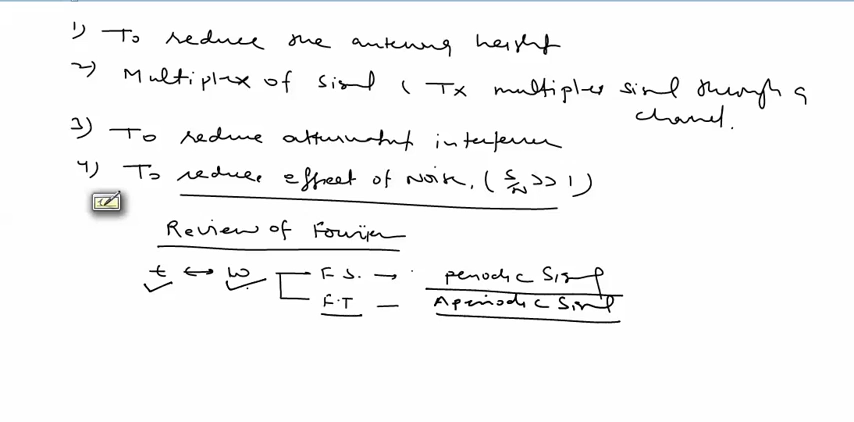 1) To reduce the antenna height
2) Multiplex of signal ( Tx multiples signal through a
channel.
3) To reduce interference
4) To reduce effect of Noise. ( S/N >> 1 )
Review of Fourier
t ↔ w F.S. → periodic Signal
F.T — Aperiodic Signal